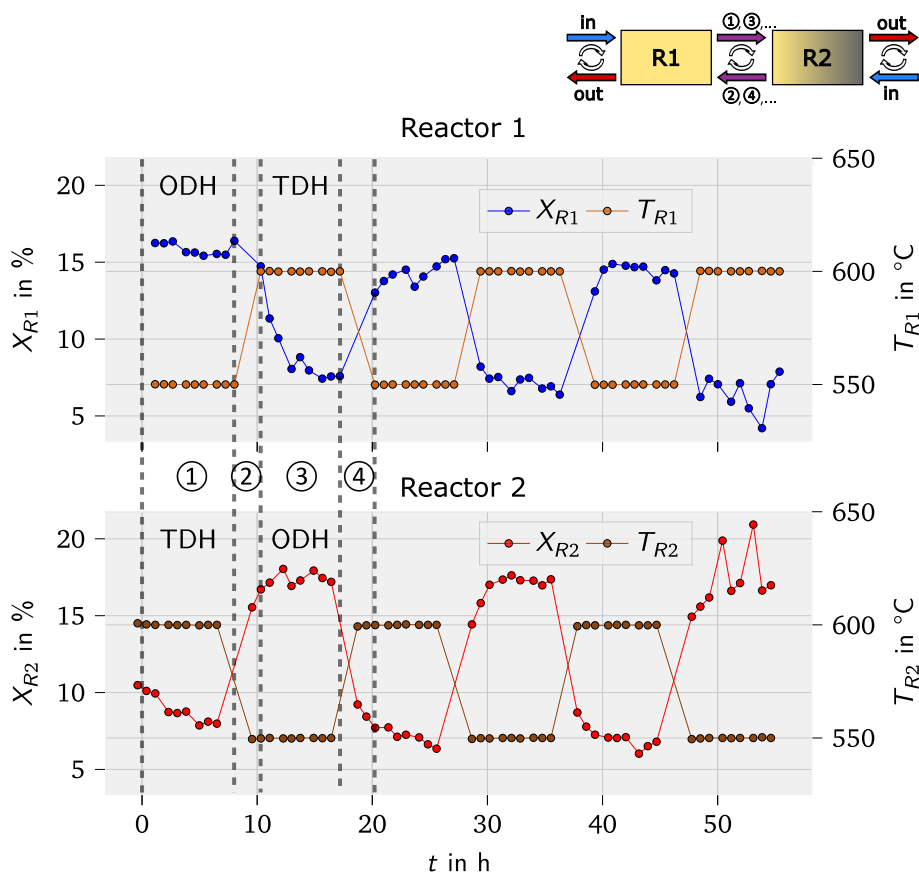 in ①,③,... out
R1 R2
out ②,④,... in
Reactor 1
ODH TDH
X_R1 T_R1
X_R1 in %
20
15
10
5
T_R1 in °C
650
600
550
① ② ③ ④
Reactor 2
TDH ODH
X_R2 T_R2
X_R2 in %
20
15
10
5
T_R2 in °C
650
600
550
0 10 20 30 40 50
t in h